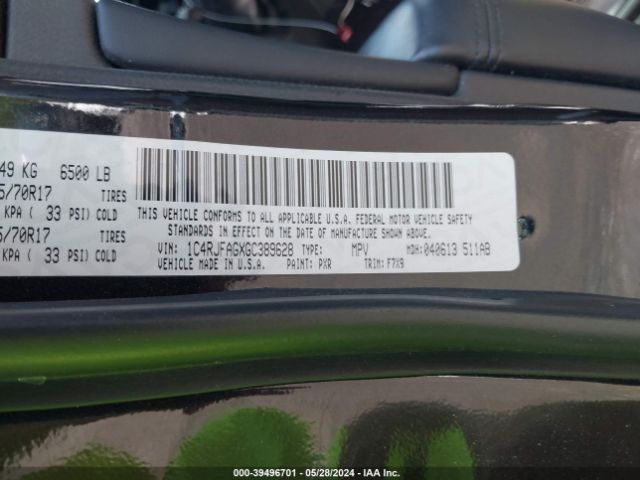 49 KG 6500 LB
5/70R17 TIRES
KPA ( 33 PSI) COLD
5/70R17 TIRES
KPA ( 33 PSI) COLD
THIS VEHICLE CONFORMS TO ALL APPLICABLE U.S.A. FEDERAL MOTOR VEHICLE SAFETY
STANDARDS IN EFFECT ON THE DATE OF MANUFACTURE SHOWN ABOVE.
VIN: 1C4RJFAGXGC389628 TYPE: MPV MDH: 040613 511AB
VEHICLE MADE IN U.S.A. PAINT: PXR TRIM: F7X9
000-39496701 - 05/28/2024 - IAA Inc.